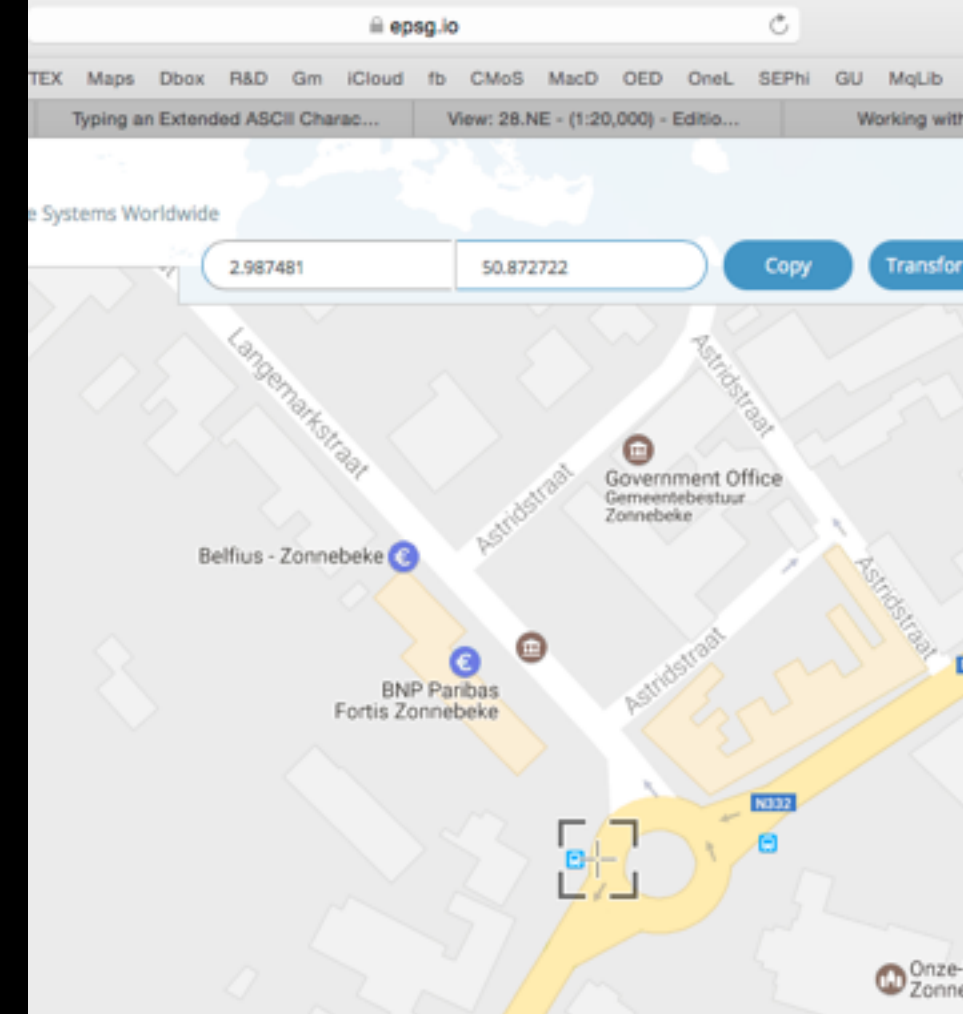 epsg.io
TEX Maps Dbox R&D Gm iCloud fb CMoS MacD OED OneL SEPhi GU MqLib
Typing an Extended ASCII Charac...
View: 28.NE - (1:20,000) - Editio...
Working with
e Systems Worldwide
2.987481
50.872722
Copy
Transfor
Langemarkstraat
Astridstraat
Government Office
Gemeentebestuur
Zonnebeke
Astridstraat
Belfius - Zonnebeke
Astridstraat
Astridstraat
BNP Paribas
Fortis Zonnebeke
N332
Onze-
Zonne